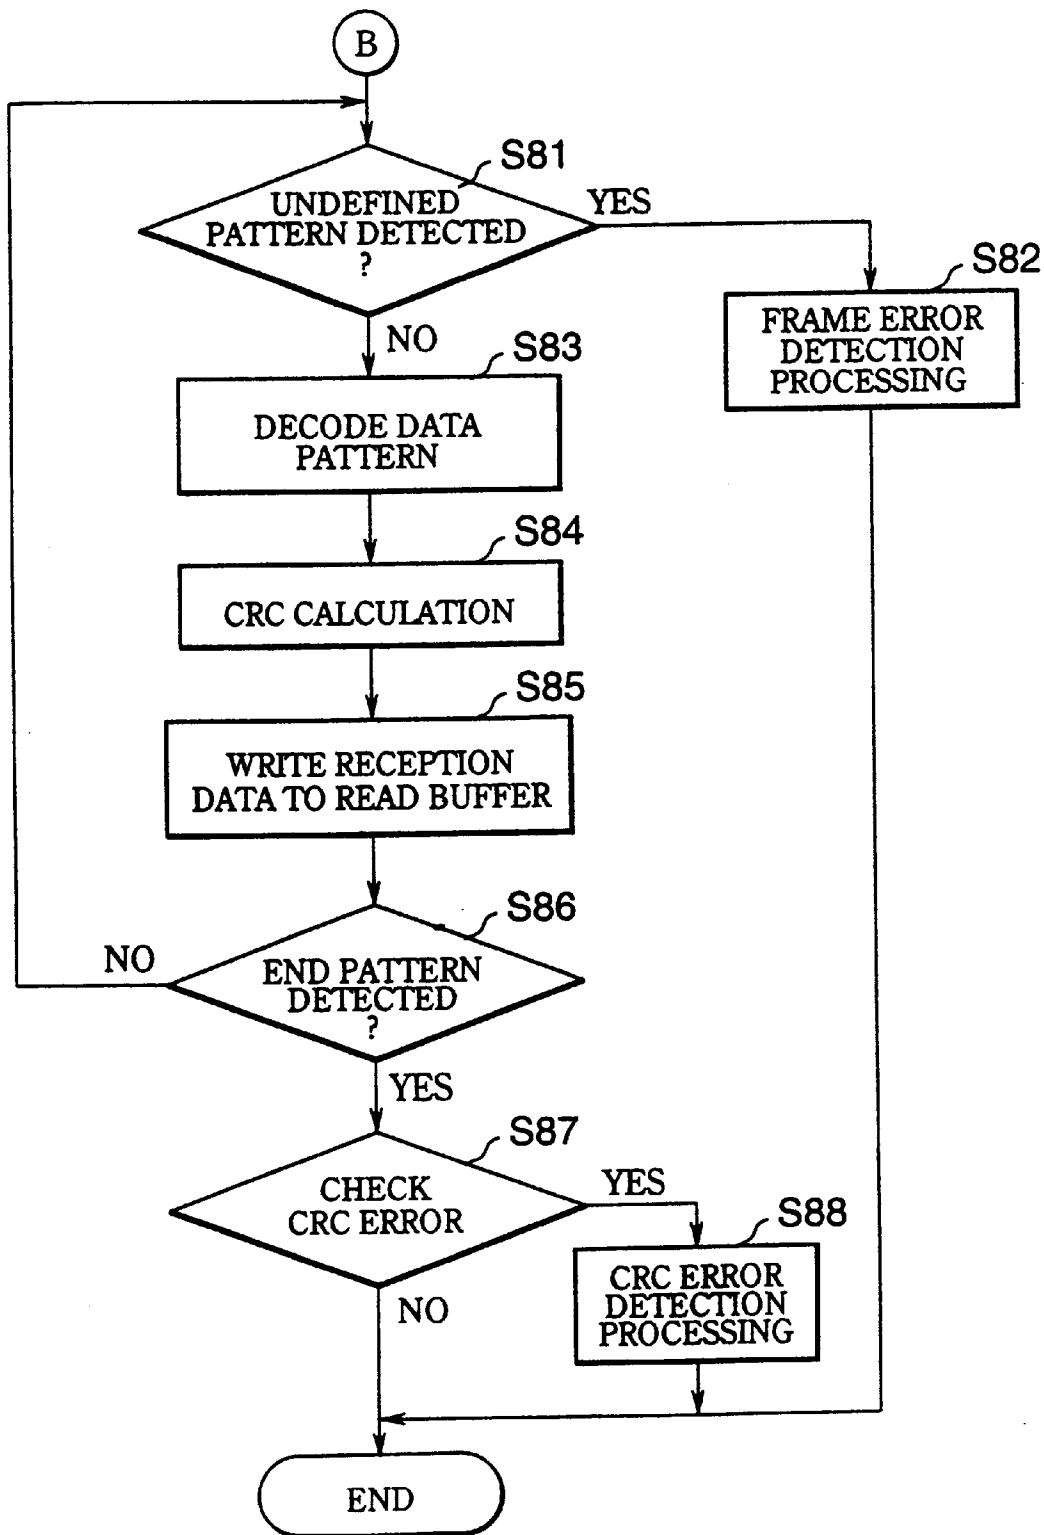 B
S81
UNDEFINED
PATTERN DETECTED
?
YES
NO
S82
FRAME ERROR
DETECTION
PROCESSING
S83
DECODE DATA
PATTERN
S84
CRC CALCULATION
S85
WRITE RECEPTION
DATA TO READ BUFFER
S86
NO
END PATTERN
DETECTED
?
YES
S87
CHECK
CRC ERROR
YES
NO
S88
CRC ERROR
DETECTION
PROCESSING
END